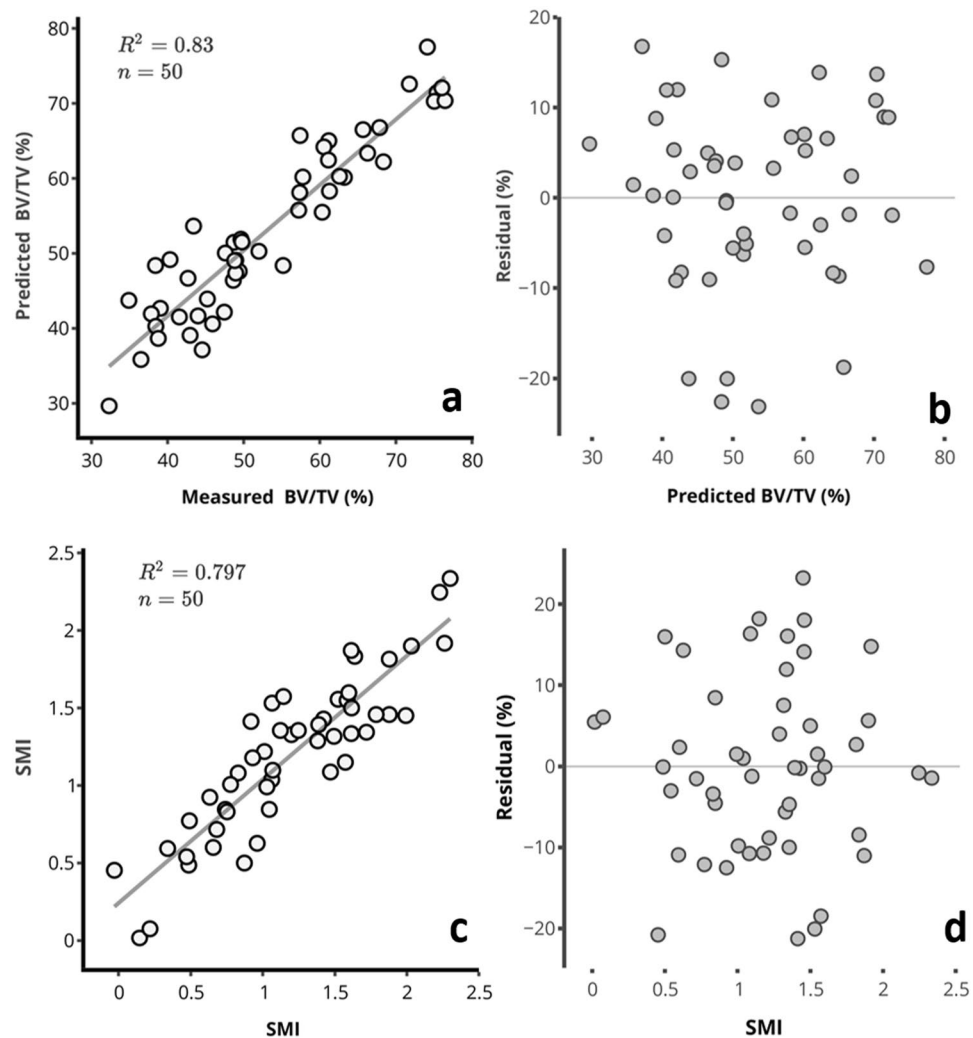 80
70
60
50
40
30
Predicted BV/TV (%)
R² = 0.83
n = 50
a
30 40 50 60 70 80
Measured BV/TV (%)
20
10
0
−10
−20
Residual (%)
b
30 40 50 60 70 80
Predicted BV/TV (%)
2.5
2
1.5
1
0.5
0
SMI
R² = 0.797
n = 50
c
0 0.5 1 1.5 2 2.5
SMI
20
10
0
−10
−20
Residual (%)
d
0 0.5 1 1.5 2 2.5
SMI